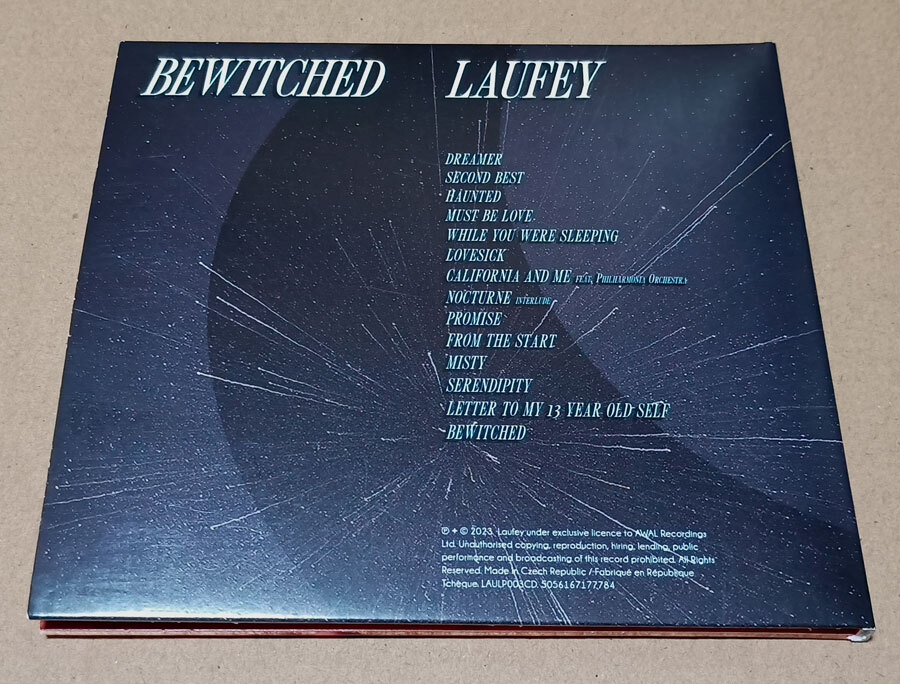 BEWITCHED LAUFEY
DREAMER
SECOND BEST
HAUNTED
MUST BE LOVE
WHILE YOU WERE SLEEPING
LOVESICK
CALIFORNIA AND ME FEAT. PHILHARMONIA ORCHESTRA
NOCTURNE INTERLUDE
PROMISE
FROM THE START
MISTY
SERENDIPITY
LETTER TO MY 13 YEAR OLD SELF
BEWITCHED
℗ + © 2023. Laufey under exclusive licence to AWAL Recordings
Ltd. Unauthorised copying, reproduction, hiring, lending, public
performance and broadcasting of this record prohibited. All Rights
Reserved. Made in Czech Republic / Fabriqué en République
Tchèque. LAULP003CD 5056167177784